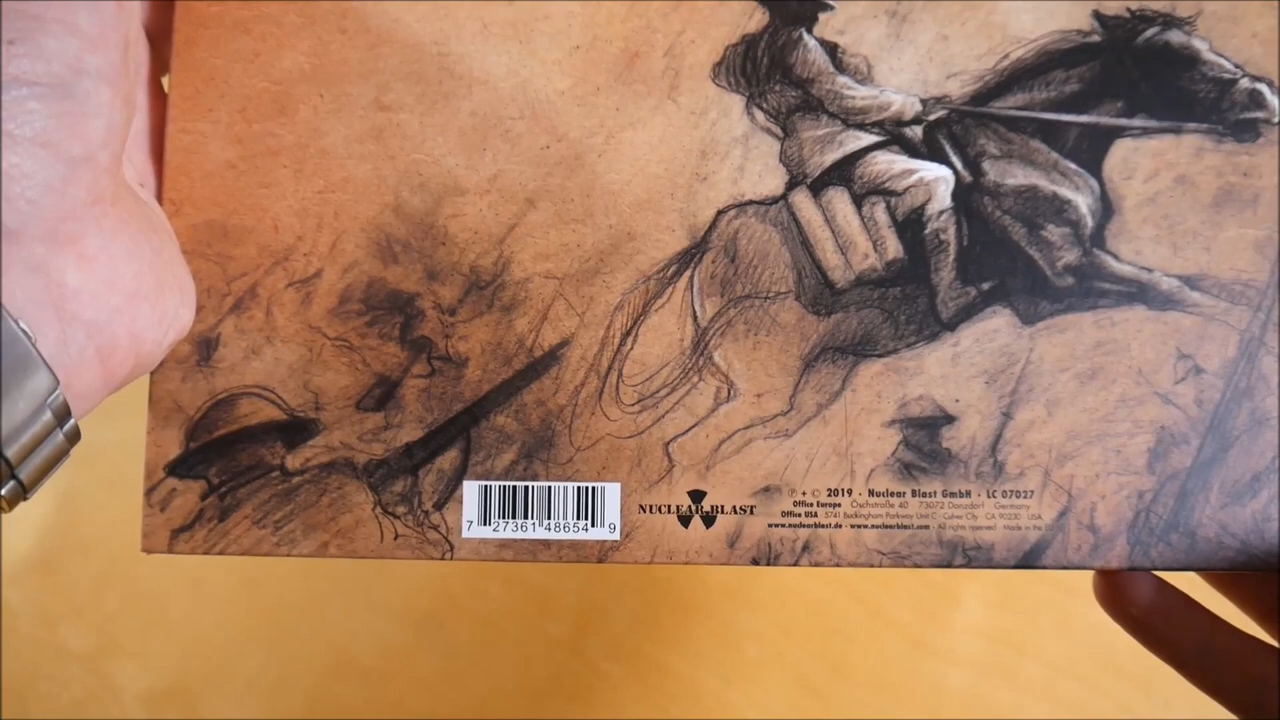 7 27361 48654 9
NUCLEAR BLAST
℗ + © 2019 · Nuclear Blast GmbH · LC 07027
Office Europe Oschstraße 40 · 73072 Donzdorf · Germany
Office USA · 5741 Buckingham Parkway Unit C · Culver City · CA 90230 · USA
www.nuclearblast.de · www.nuclearblast.com · All rights reserved · Made in the EU